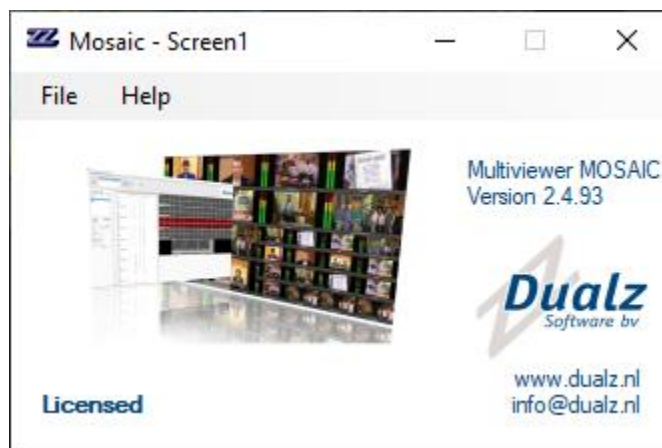 Mosaic - Screen1
File Help
Multiviewer MOSAIC
Version 2.4.93
Dualz
Software bv
www.dualz.nl
info@dualz.nl
Licensed